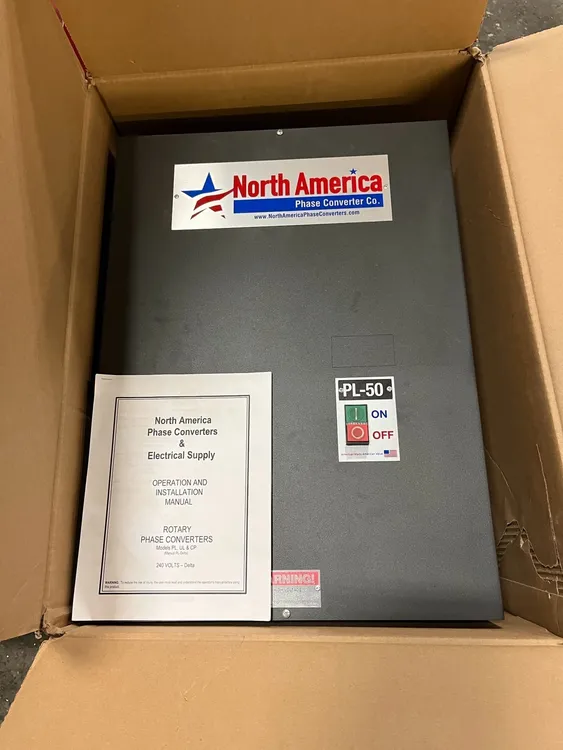 North America
Phase Converter Co.
www.NorthAmericaPhaseConverters.com
PL-50
ON
OFF
North America
Phase Converters
&
Electrical Supply
OPERATION AND
INSTALLATION
MANUAL
ROTARY
PHASE CONVERTERS
Models PL, UL & CP
240 VOLTS – Delta
RNING!